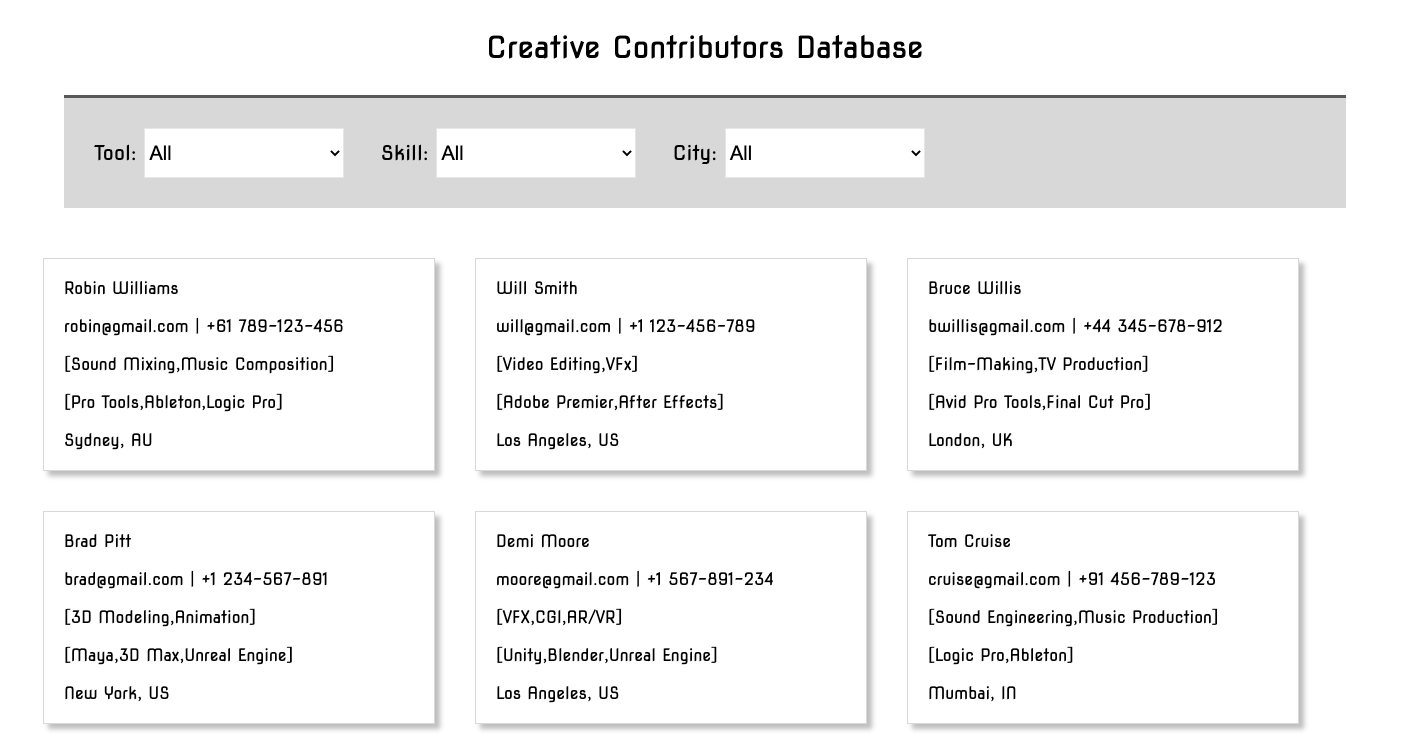 Creative Contributors Database
Tool: All Skill: All City: All
Robin Williams
robin@gmail.com | +61 789-123-456
[Sound Mixing,Music Composition]
[Pro Tools,Ableton,Logic Pro]
Sydney, AU
Will Smith
will@gmail.com | +1 123-456-789
[Video Editing,VFx]
[Adobe Premier,After Effects]
Los Angeles, US
Bruce Willis
bwillis@gmail.com | +44 345-678-912
[Film-Making,TV Production]
[Avid Pro Tools,Final Cut Pro]
London, UK
Brad Pitt
brad@gmail.com | +1 234-567-891
[3D Modeling,Animation]
[Maya,3D Max,Unreal Engine]
New York, US
Demi Moore
moore@gmail.com | +1 567-891-234
[VFX,CGI,AR/VR]
[Unity,Blender,Unreal Engine]
Los Angeles, US
Tom Cruise
cruise@gmail.com | +91 456-789-123
[Sound Engineering,Music Production]
[Logic Pro,Ableton]
Mumbai, IN